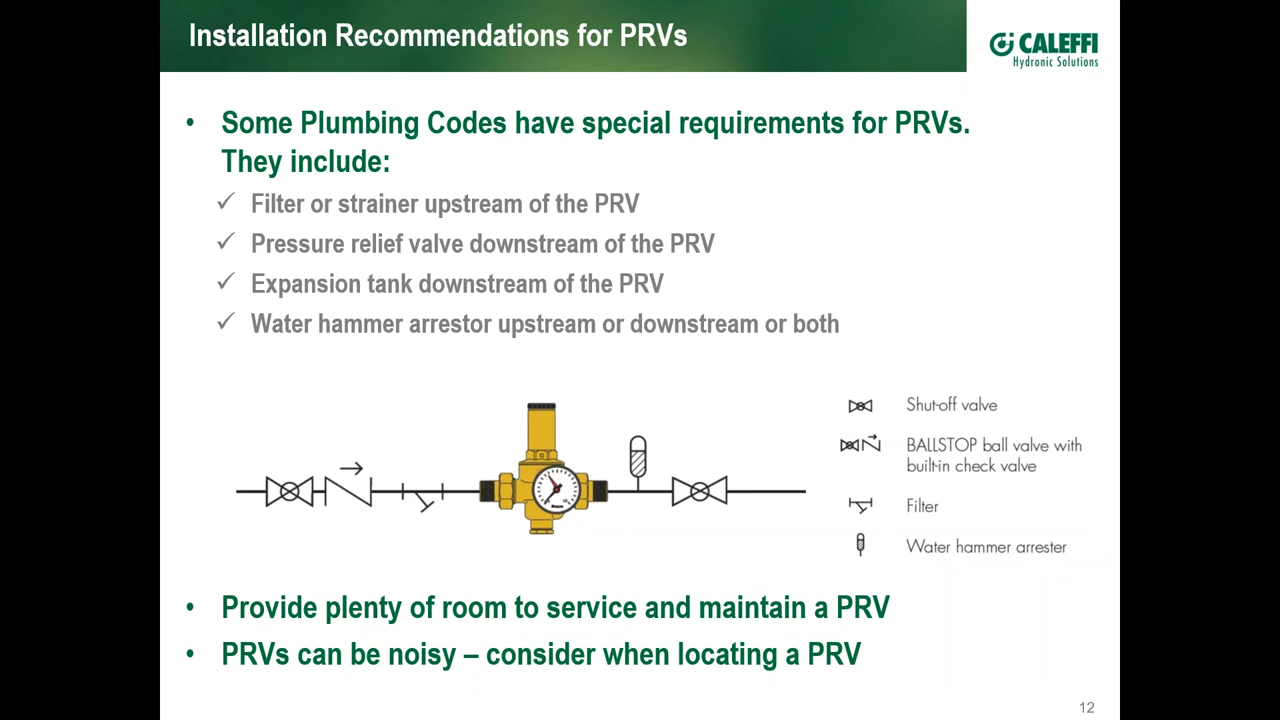 Installation Recommendations for PRVs
CALEFFI
Hydronic Solutions
• Some Plumbing Codes have special requirements for PRVs.
They include:
✓ Filter or strainer upstream of the PRV
✓ Pressure relief valve downstream of the PRV
✓ Expansion tank downstream of the PRV
✓ Water hammer arrestor upstream or downstream or both
Shut-off valve
BALLSTOP ball valve with
built-in check valve
Filter
Water hammer arrester
• Provide plenty of room to service and maintain a PRV
• PRVs can be noisy – consider when locating a PRV
12